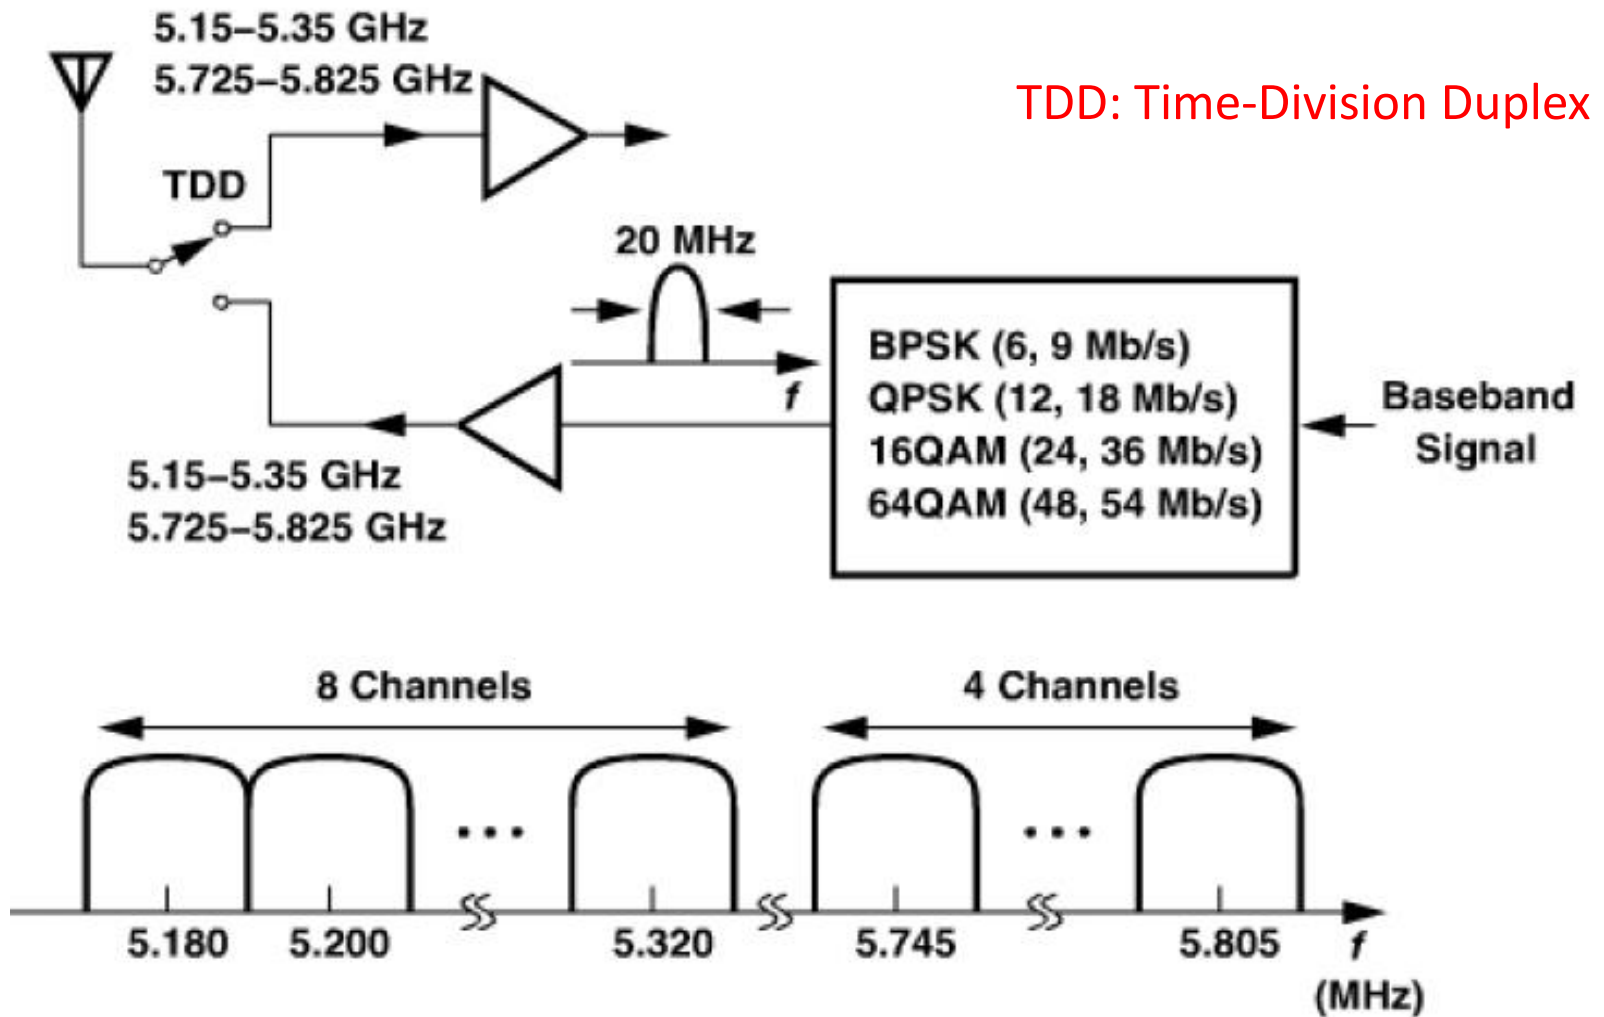 5.15–5.35 GHz
5.725–5.825 GHz
TDD: Time-Division Duplex
TDD
20 MHz
f
BPSK (6, 9 Mb/s)
QPSK (12, 18 Mb/s)
16QAM (24, 36 Mb/s)
64QAM (48, 54 Mb/s)
Baseband
Signal
5.15–5.35 GHz
5.725–5.825 GHz
8 Channels
4 Channels
5.180 5.200 5.320 5.745 5.805 f
(MHz)